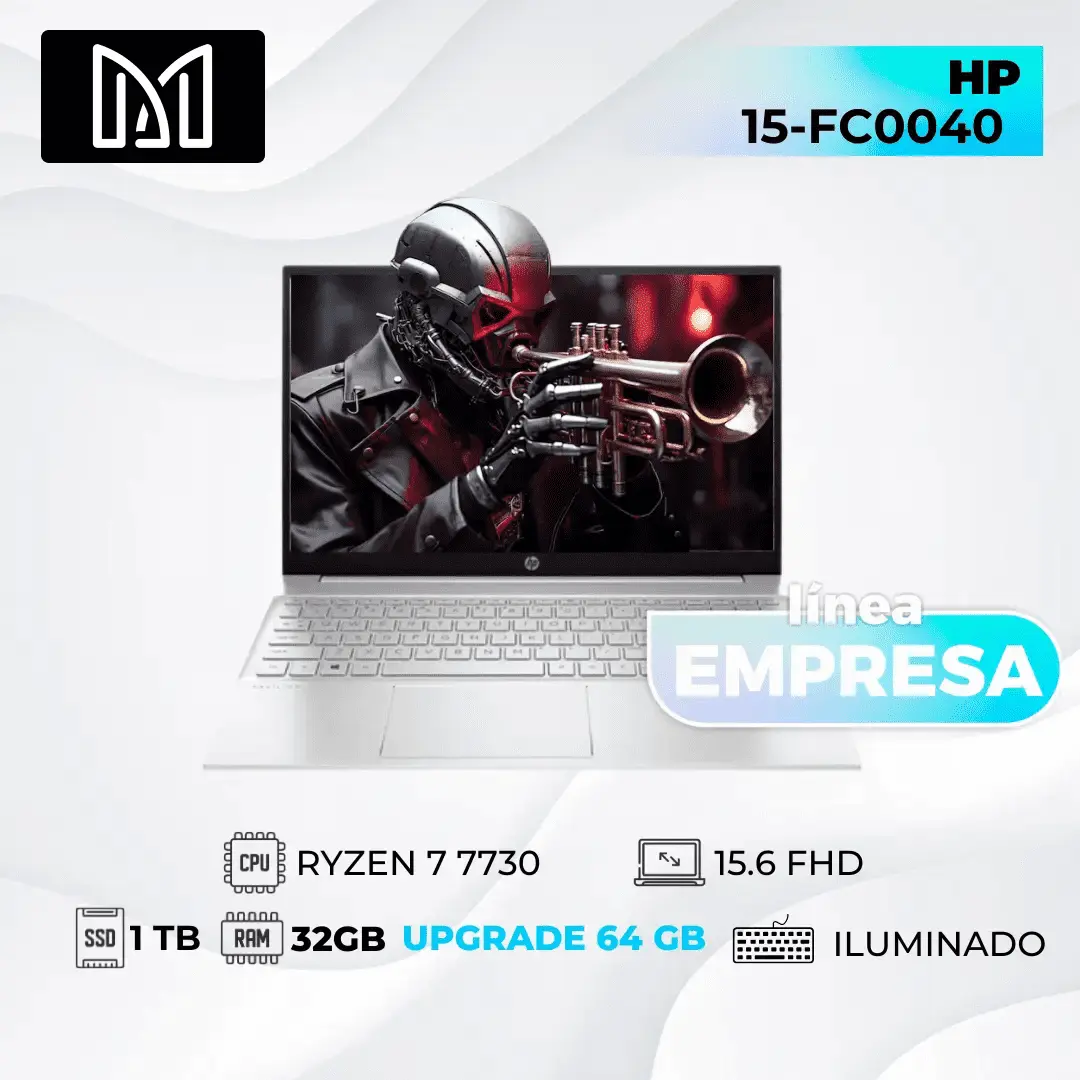 HP
15-FC0040
hp
línea
EMPRESA
CPU RYZEN 7 7730
15.6 FHD
SSD 1 TB
RAM 32GB UPGRADE 64 GB
ILUMINADO